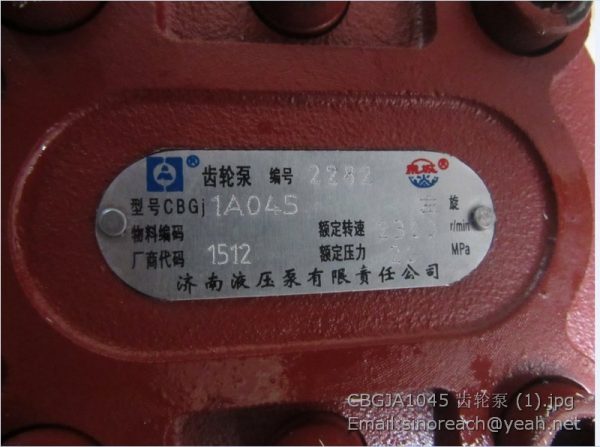 齿轮泵 编号 2282
型号CBGj 1A045 旋
物料编码 额定转速 r/min
厂商代码 1512 额定压力 MPa
济南液压泵有限责任公司
CBGJA1045 齿轮泵 (1).jpg
Email:sinoreach@yeah.net